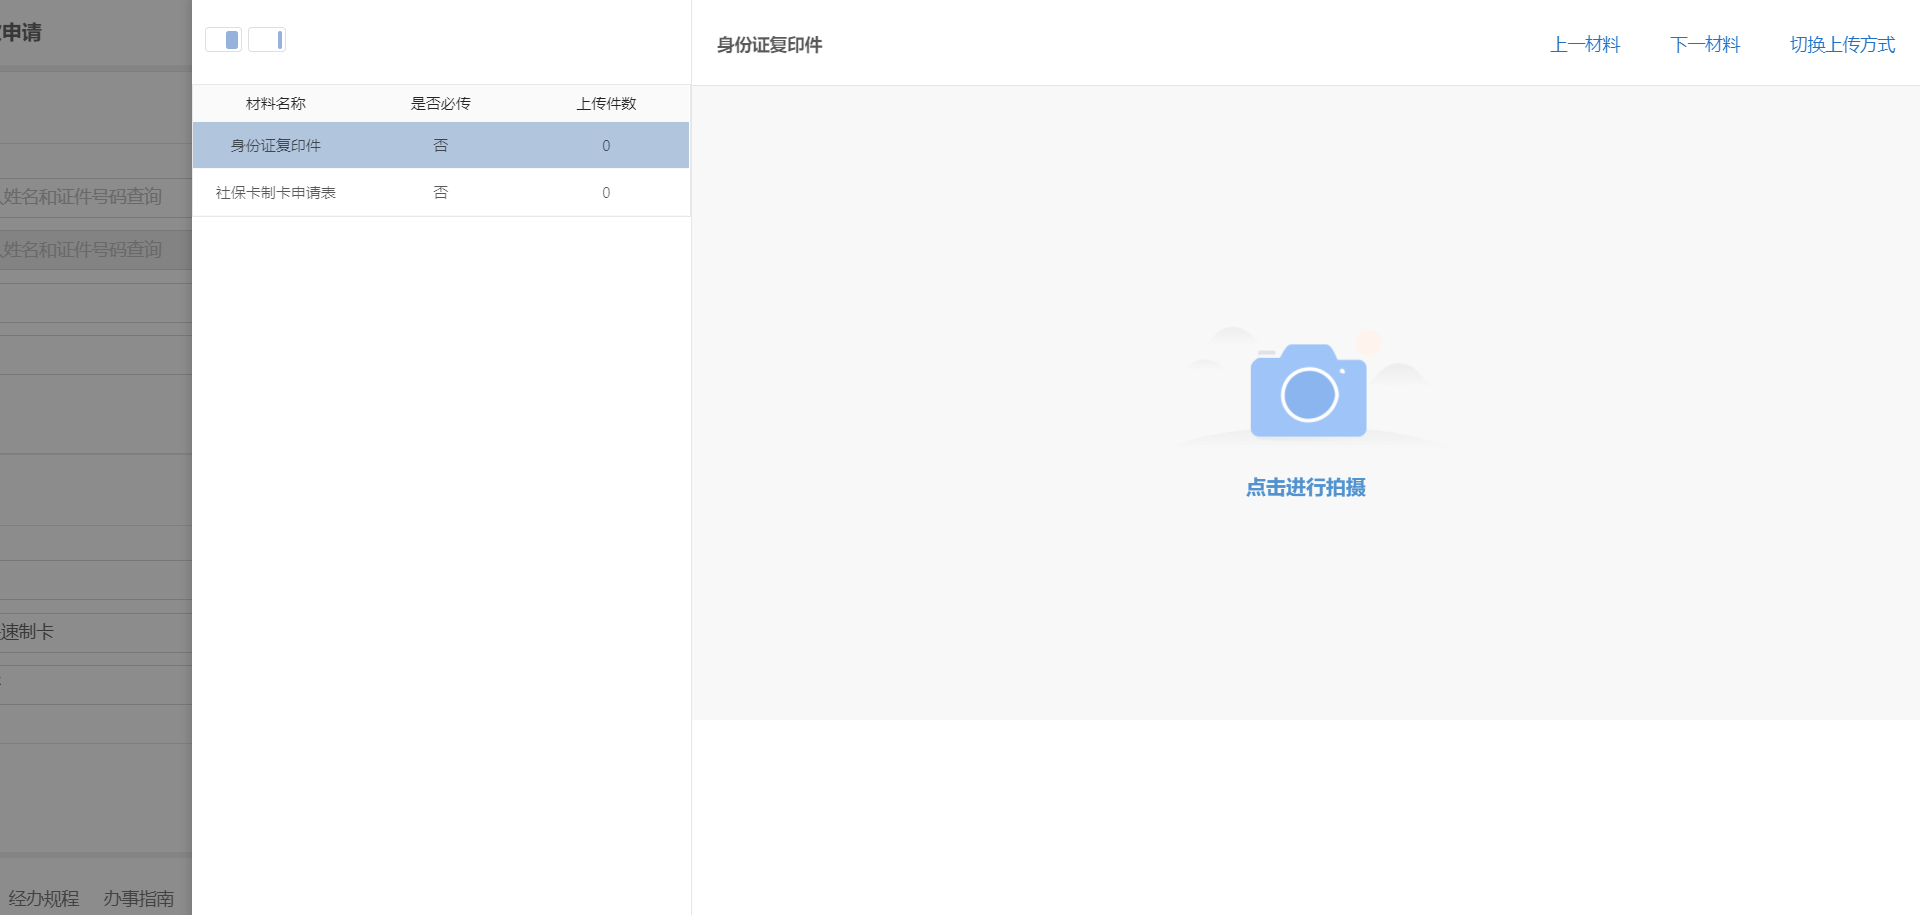 申请
姓名和证件号码查询
姓名和证件号码查询
速制卡
经办规程 办事指南
材料名称 是否必传 上传件数
身份证复印件 否 0
社保卡制卡申请表 否 0
身份证复印件 上一材料 下一材料 切换上传方式
点击进行拍摄